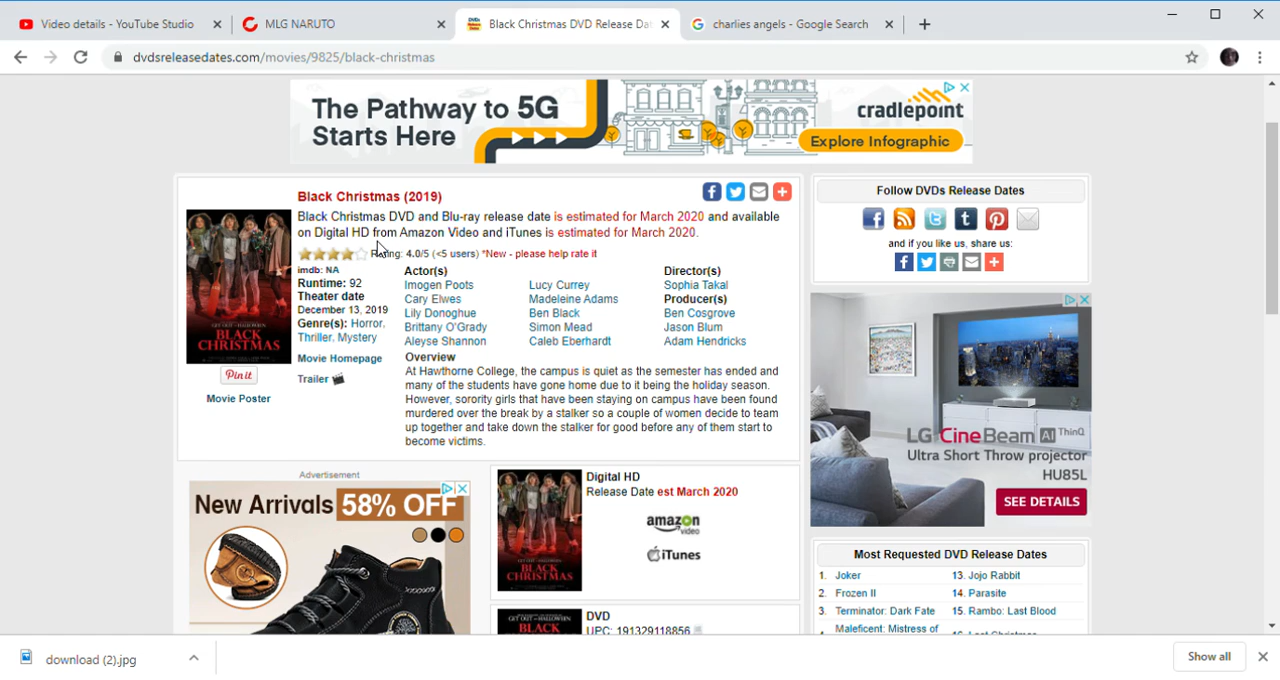 Video details - YouTube Studio
MLG NARUTO
Black Christmas DVD Release Da
charlies angels - Google Search
dvdsreleasedates.com/movies/9825/black-christmas
The Pathway to 5G
Starts Here
cradlepoint
Explore Infographic
Black Christmas (2019)
Black Christmas DVD and Blu-ray release date is estimated for March 2020 and available
on Digital HD from Amazon Video and iTunes is estimated for March 2020.
4.0/5 (<5 users) *New - please help rate it
imdb: NA
Runtime: 92
Theater date
December 13, 2019
Genre(s): Horror,
Thriller, Mystery
Movie Homepage
Trailer
BLACK
CHRISTMAS
Pin it
Movie Poster
Actor(s)
Imogen Poots
Cary Elwes
Lily Donoghue
Brittany O'Grady
Aleyse Shannon
Lucy Currey
Madeleine Adams
Ben Black
Simon Mead
Caleb Eberhardt
Director(s)
Sophia Takal
Producer(s)
Ben Cosgrove
Jason Blum
Adam Hendricks
Overview
At Hawthorne College, the campus is quiet as the semester has ended and
many of the students have gone home due to it being the holiday season.
However, sorority girls that have been staying on campus have been found
murdered over the break by a stalker so a couple of women decide to team
up together and take down the stalker for good before any of them start to
become victims.
Follow DVDs Release Dates
and if you like us, share us:
LG CineBeam AI ThinQ
Ultra Short Throw projector
HU85L
SEE DETAILS
Advertisement
New Arrivals 58% OFF
BLACK
CHRISTMAS
Digital HD
Release Date est March 2020
amazon
video
iTunes
DVD
UPC: 191329118856
Most Requested DVD Release Dates
1. Joker
2. Frozen II
3. Terminator: Dark Fate
Maleficent: Mistress of
13. Jojo Rabbit
14. Parasite
15. Rambo: Last Blood
download (2).jpg
Show all